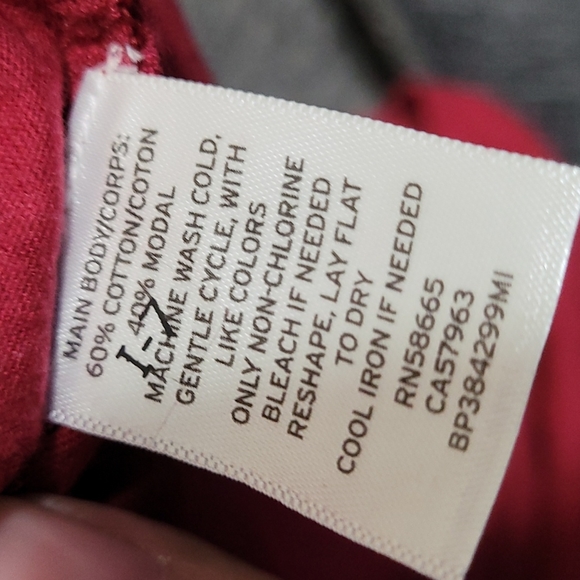 MAIN BODY/CORPS:
60% COTTON/COTON
40% MODAL
I-7
MACHINE WASH COLD,
GENTLE CYCLE, WITH
LIKE COLORS
ONLY NON-CHLORINE
BLEACH IF NEEDED
RESHAPE, LAY FLAT
TO DRY
COOL IRON IF NEEDED
RN58665
CA57963
BP384299MI